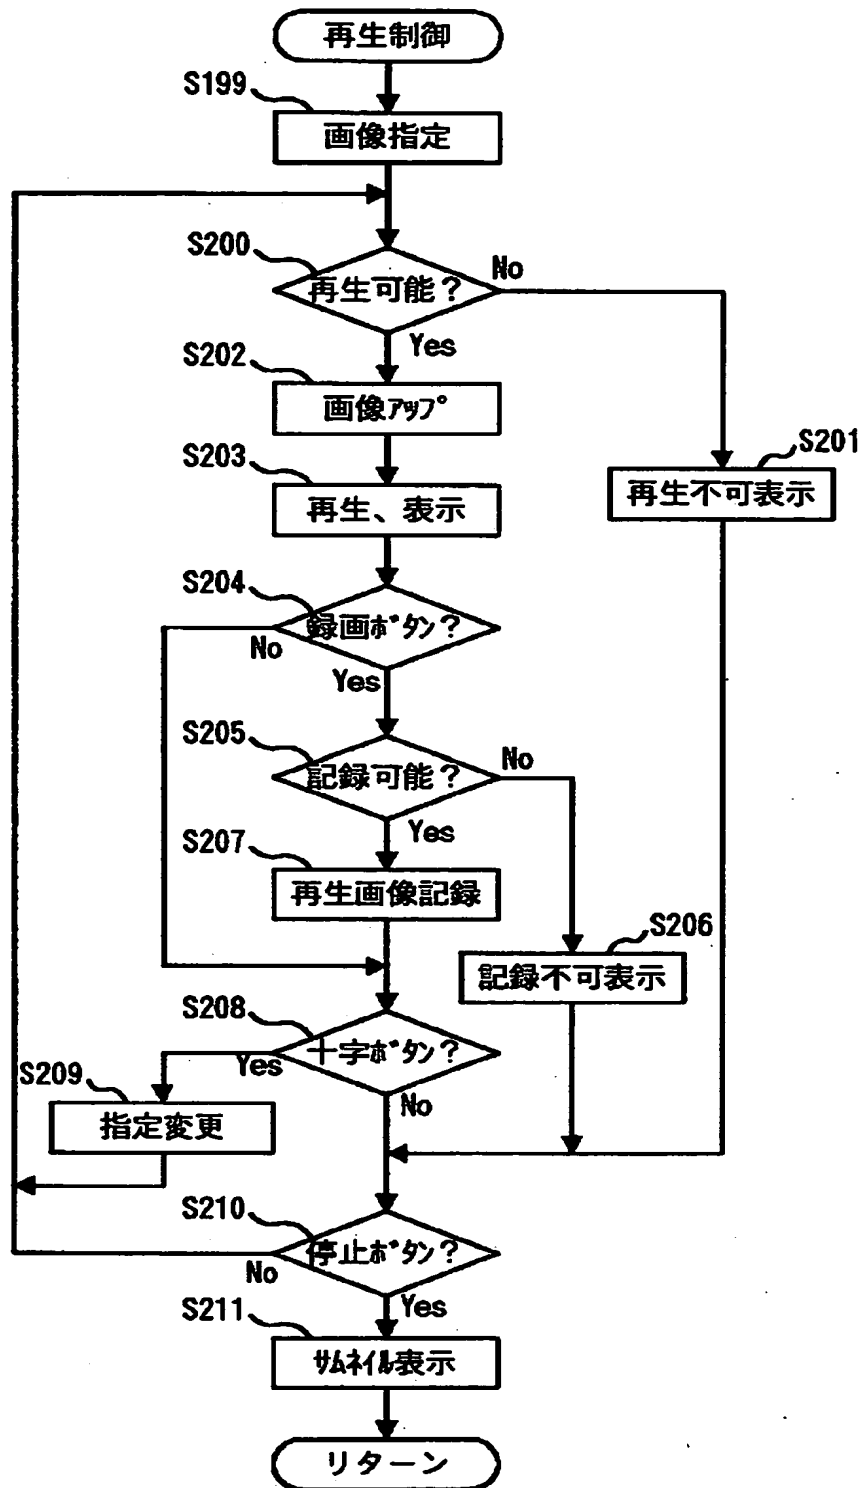 再生制御
S199
画像指定
S200
再生可能？
No
Yes
S202
画像ｱｯﾌﾟ
S201
再生不可表示
S203
再生、表示
S204
録画ﾎﾞﾀﾝ？
No
Yes
S205
記録可能？
No
Yes
S207
再生画像記録
S206
記録不可表示
S208
十字ﾎﾞﾀﾝ？
Yes
No
S209
指定変更
S210
停止ﾎﾞﾀﾝ？
No
Yes
S211
ｻﾑﾈｲﾙ表示
リターン